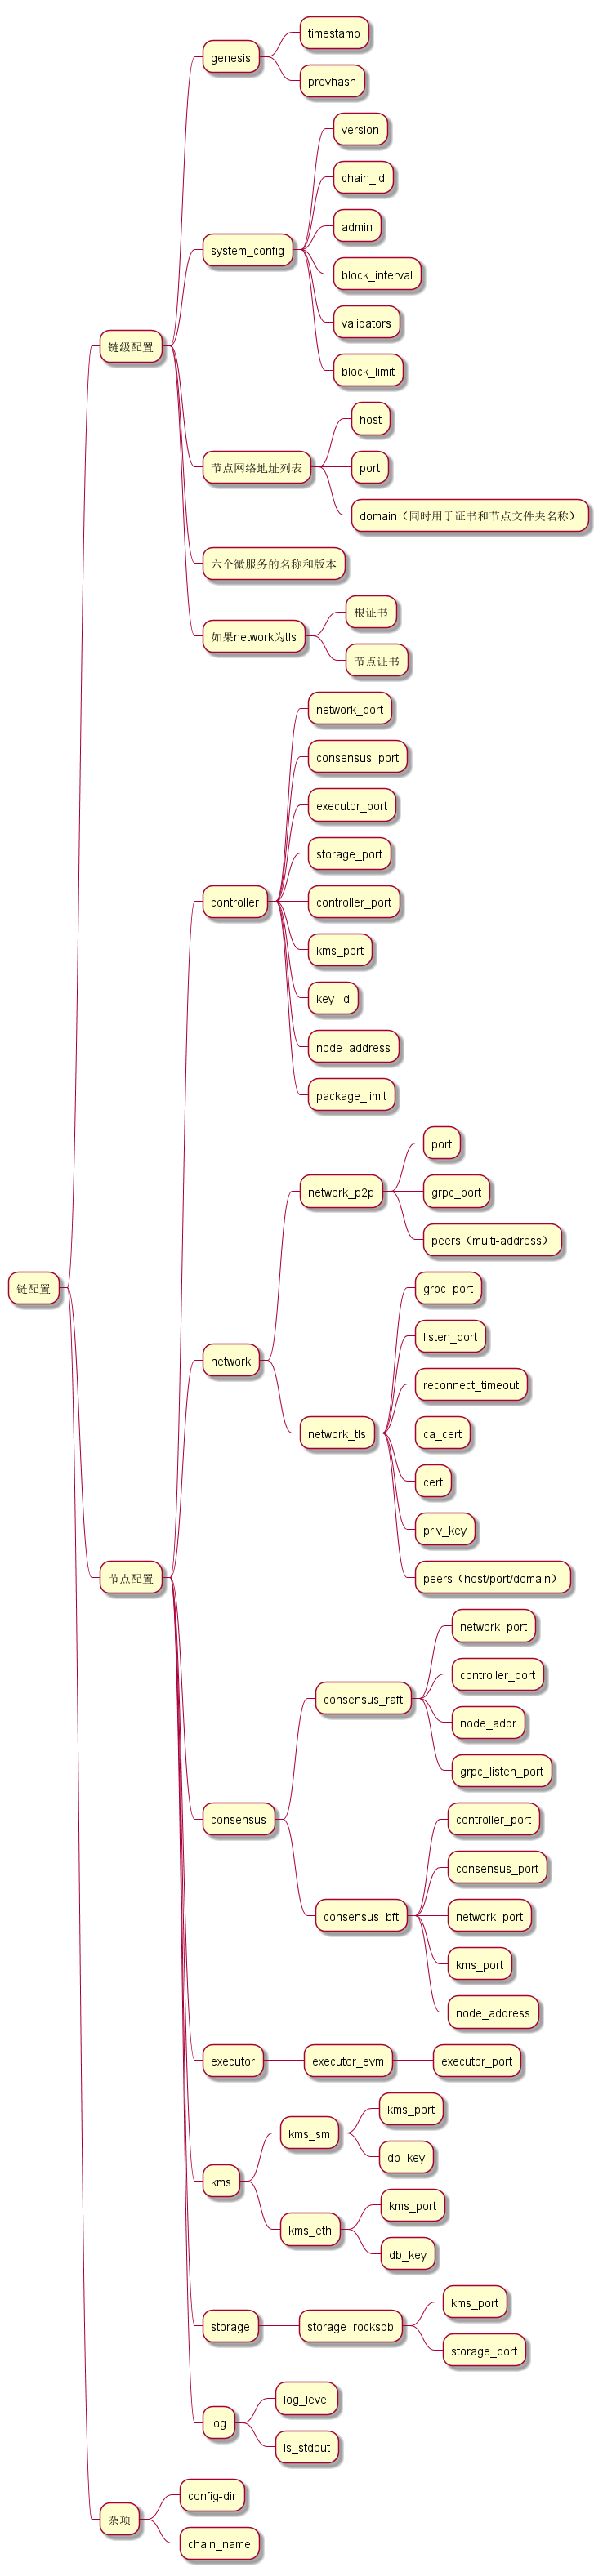 链配置
链级配置
genesis
timestamp
prevhash
system_config
version
chain_id
admin
block_interval
validators
block_limit
节点网络地址列表
host
port
domain（同时用于证书和节点文件夹名称）
六个微服务的名称和版本
如果network为tls
根证书
节点证书
节点配置
controller
network_port
consensus_port
executor_port
storage_port
controller_port
kms_port
key_id
node_address
package_limit
network
network_p2p
port
grpc_port
peers（multi-address）
network_tls
grpc_port
listen_port
reconnect_timeout
ca_cert
cert
priv_key
peers（host/port/domain）
consensus
consensus_raft
network_port
controller_port
node_addr
grpc_listen_port
consensus_bft
controller_port
consensus_port
network_port
kms_port
node_address
executor
executor_evm
executor_port
kms
kms_sm
kms_port
db_key
kms_eth
kms_port
db_key
storage
storage_rocksdb
kms_port
storage_port
log
log_level
is_stdout
杂项
config-dir
chain_name